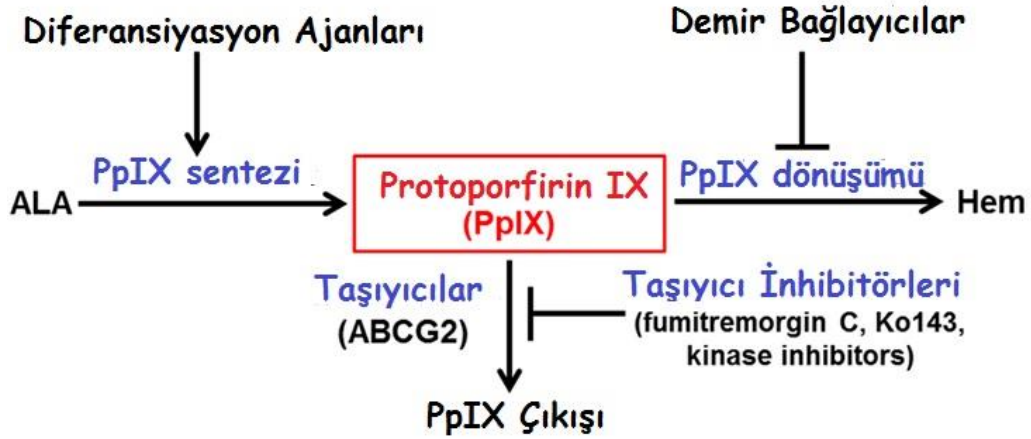 Diferansiyasyon Ajanları
Demir Bağlayıcılar
PpIX sentezi
PpIX dönüşümü
ALA
Protoporfirin IX
(PpIX)
Hem
Taşıyıcılar
(ABCG2)
Taşıyıcı İnhibitörleri
(fumitremorgin C, Ko143,
kinase inhibitors)
PpIX Çıkışı